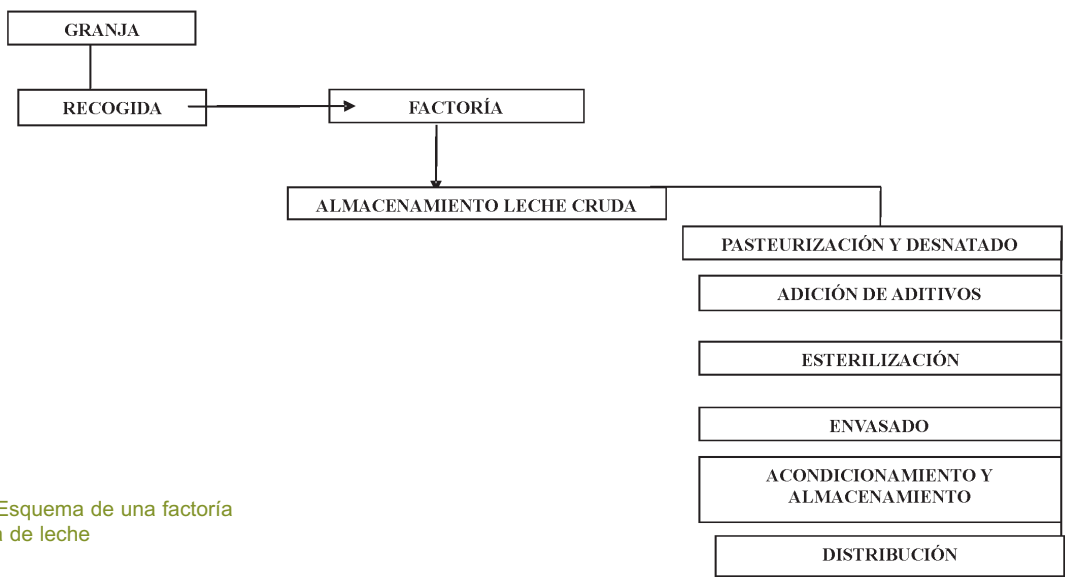 GRANJA
RECOGIDA
FACTORÍA
ALMACENAMIENTO LECHE CRUDA
PASTEURIZACIÓN Y DESNATADO
ADICIÓN DE ADITIVOS
ESTERILIZACIÓN
ENVASADO
ACONDICIONAMIENTO Y
ALMACENAMIENTO
DISTRIBUCIÓN
Esquema de una factoría
de leche